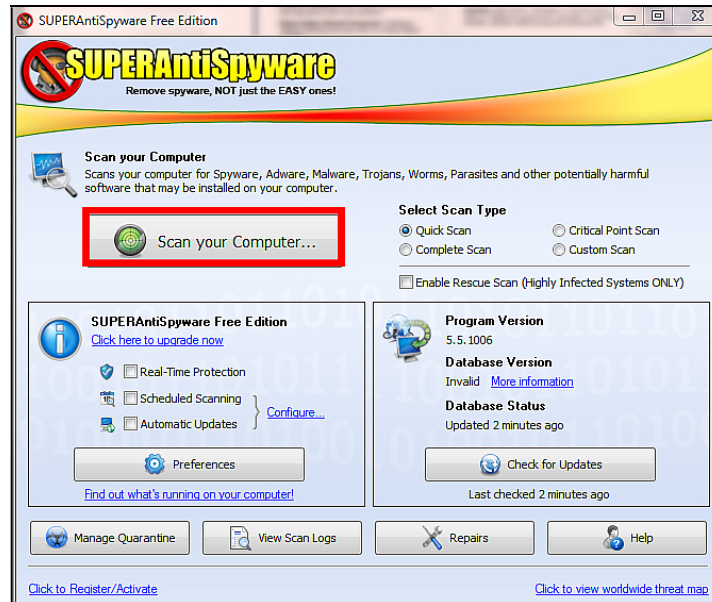 SUPERAntiSpyware Free Edition
SUPERAntiSpyware
Remove spyware, NOT just the EASY ones!
Scan your Computer
Scans your computer for Spyware, Adware, Malware, Trojans, Worms, Parasites and other potentially harmful
software that may be installed on your computer.
Scan your Computer...
Select Scan Type
Quick Scan
Critical Point Scan
Complete Scan
Custom Scan
Enable Rescue Scan (Highly Infected Systems ONLY)
SUPERAntiSpyware Free Edition
Click here to upgrade now
Real-Time Protection
Scheduled Scanning
Automatic Updates
Configure...
Preferences
Find out what's running on your computer!
Program Version
5.5.1006
Database Version
Invalid More information
Database Status
Updated 2 minutes ago
Check for Updates
Last checked 2 minutes ago
Manage Quarantine
View Scan Logs
Repairs
Help
Click to Register/Activate
Click to view worldwide threat map